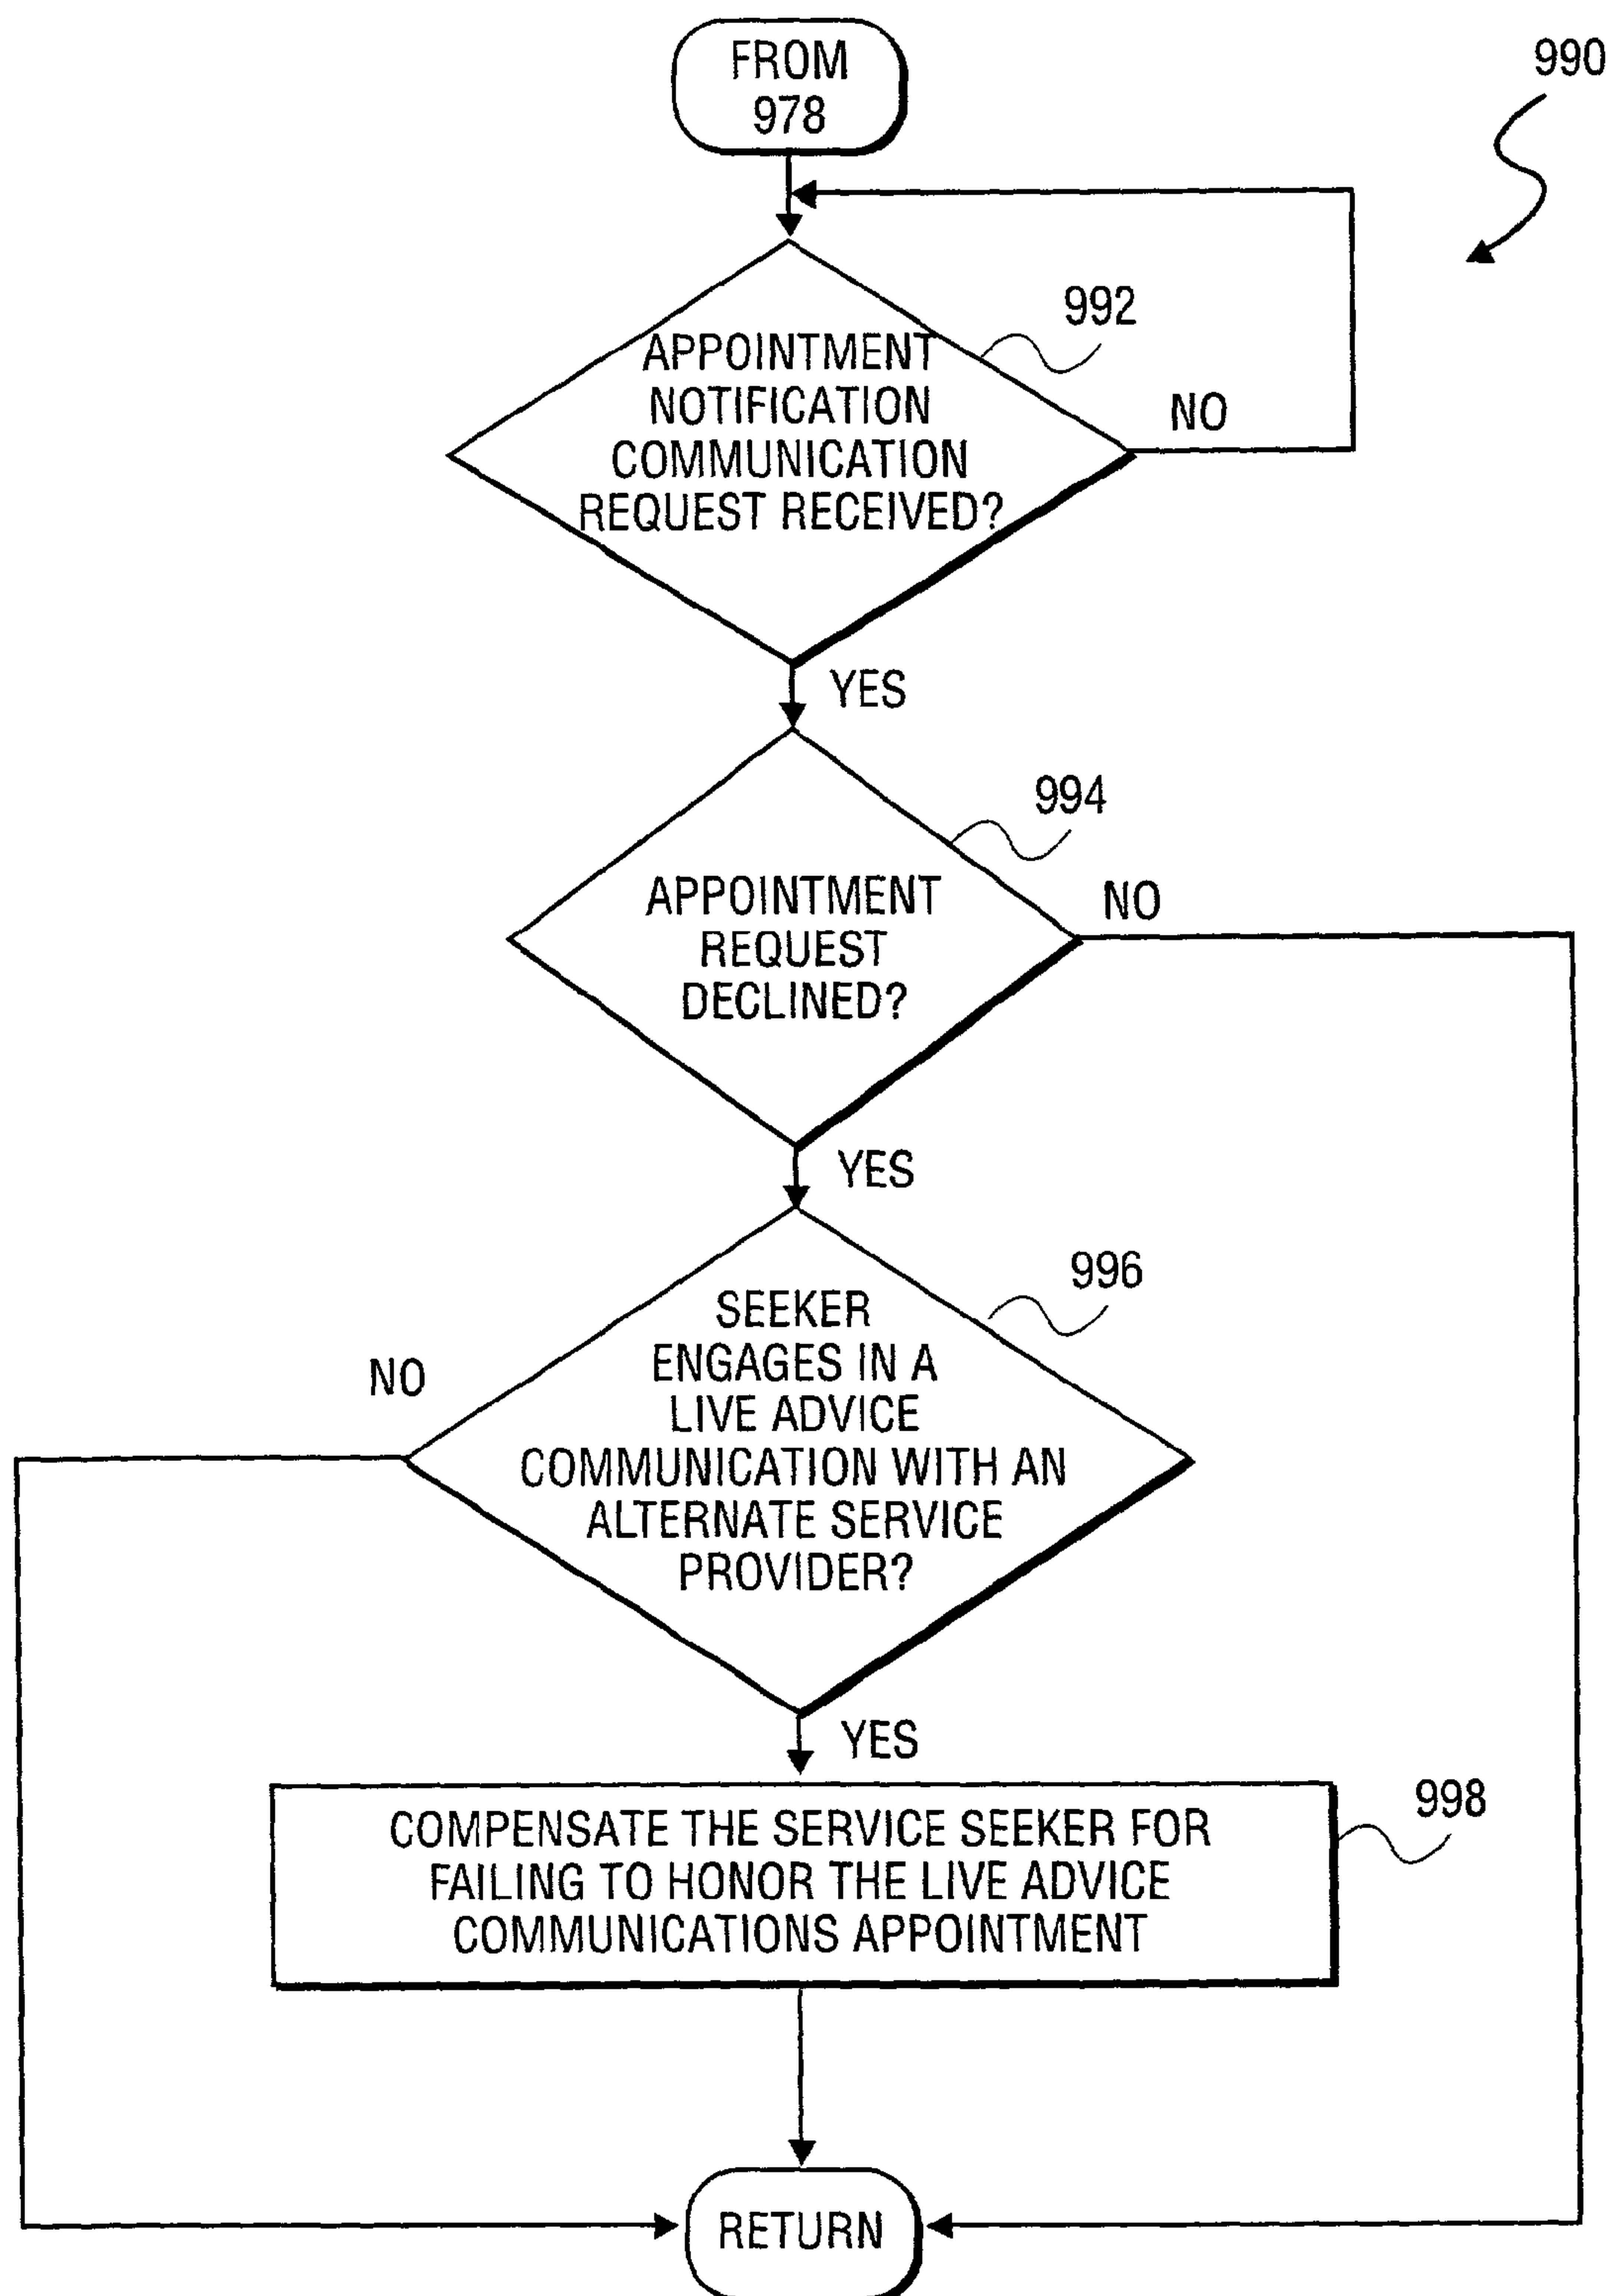 FROM
978
990
992
APPOINTMENT
NOTIFICATION
COMMUNICATION
REQUEST RECEIVED?
NO
YES
994
APPOINTMENT
REQUEST
DECLINED?
NO
YES
996
SEEKER
ENGAGES IN A
LIVE ADVICE
COMMUNICATION WITH AN
ALTERNATE SERVICE
PROVIDER?
NO
YES
998
COMPENSATE THE SERVICE SEEKER FOR
FAILING TO HONOR THE LIVE ADVICE
COMMUNICATIONS APPOINTMENT
RETURN